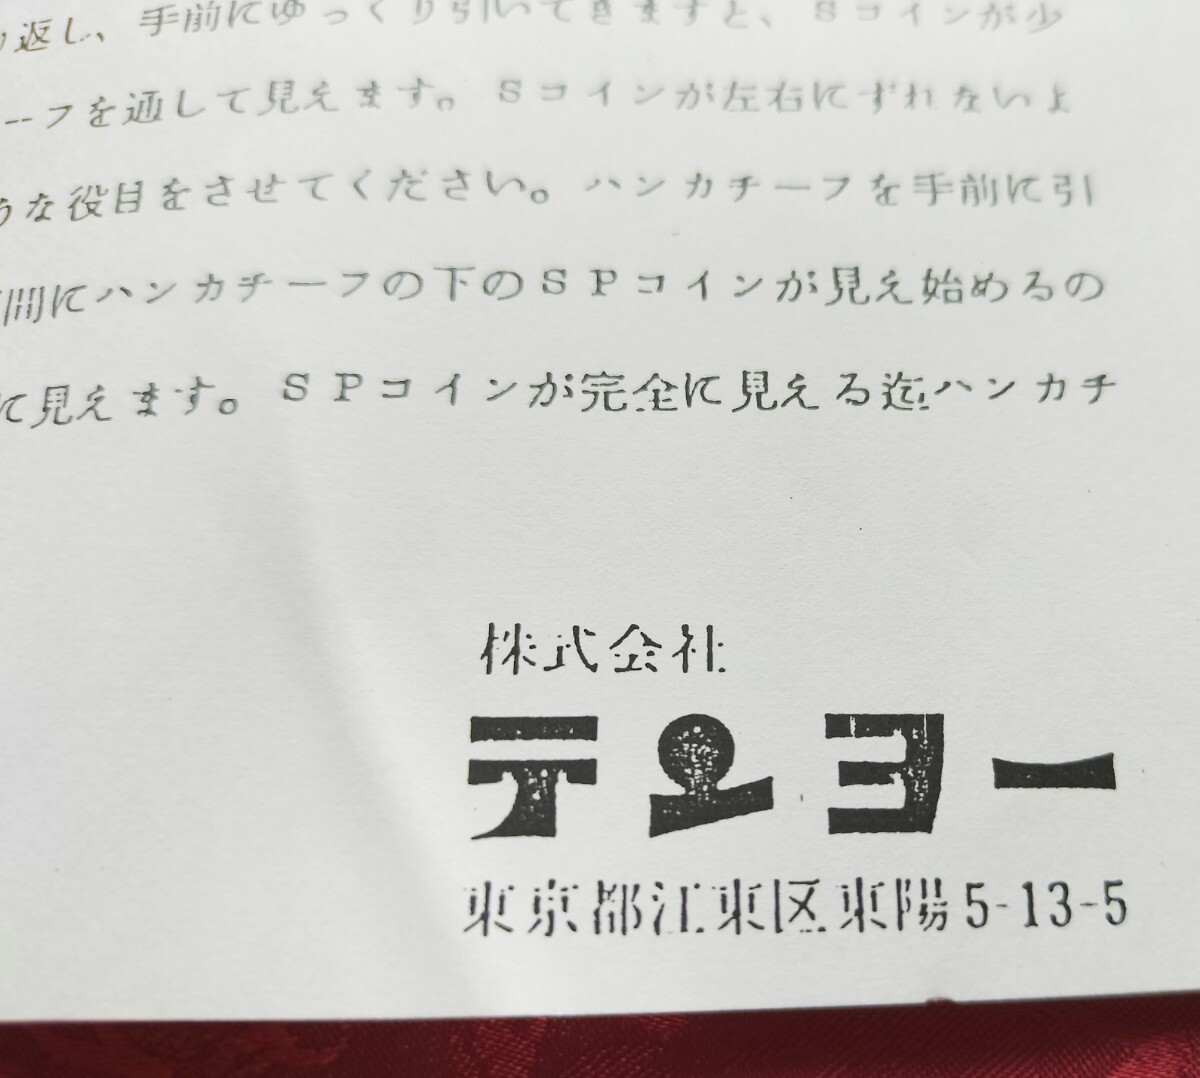 返し、手前にゆっくり引いてきますと、Ｓコインが少
ーフを通して見えます。Ｓコインが左右にずれないよ
うな役目をさせてください。ハンカチーフを手前に引
間にハンカチーフの下のＳＰコインが見え始めるの
に見えます。ＳＰコインが完全に見える迄ハンカチ
株式会社
テンヨー
東京都江東区東陽5-13-5